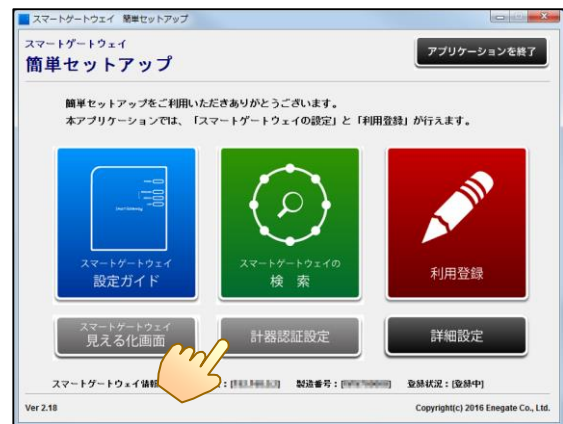 スマートゲートウェイ 簡単セットアップ
スマートゲートウェイ
簡単セットアップ
アプリケーションを終了
簡単セットアップをご利用いただきありがとうございます。
本アプリケーションでは、「スマートゲートウェイの設定」と「利用登録」が行えます。
スマートゲートウェイ
設定ガイド
スマートゲートウェイの
検 索
利用登録
スマートゲートウェイ
見える化画面
計器認証設定
詳細設定
スマートゲートウェイ情報 製造番号: 登録状況:[登録中]
Ver 2.18
Copyright(c) 2016 Enegate Co., Ltd.